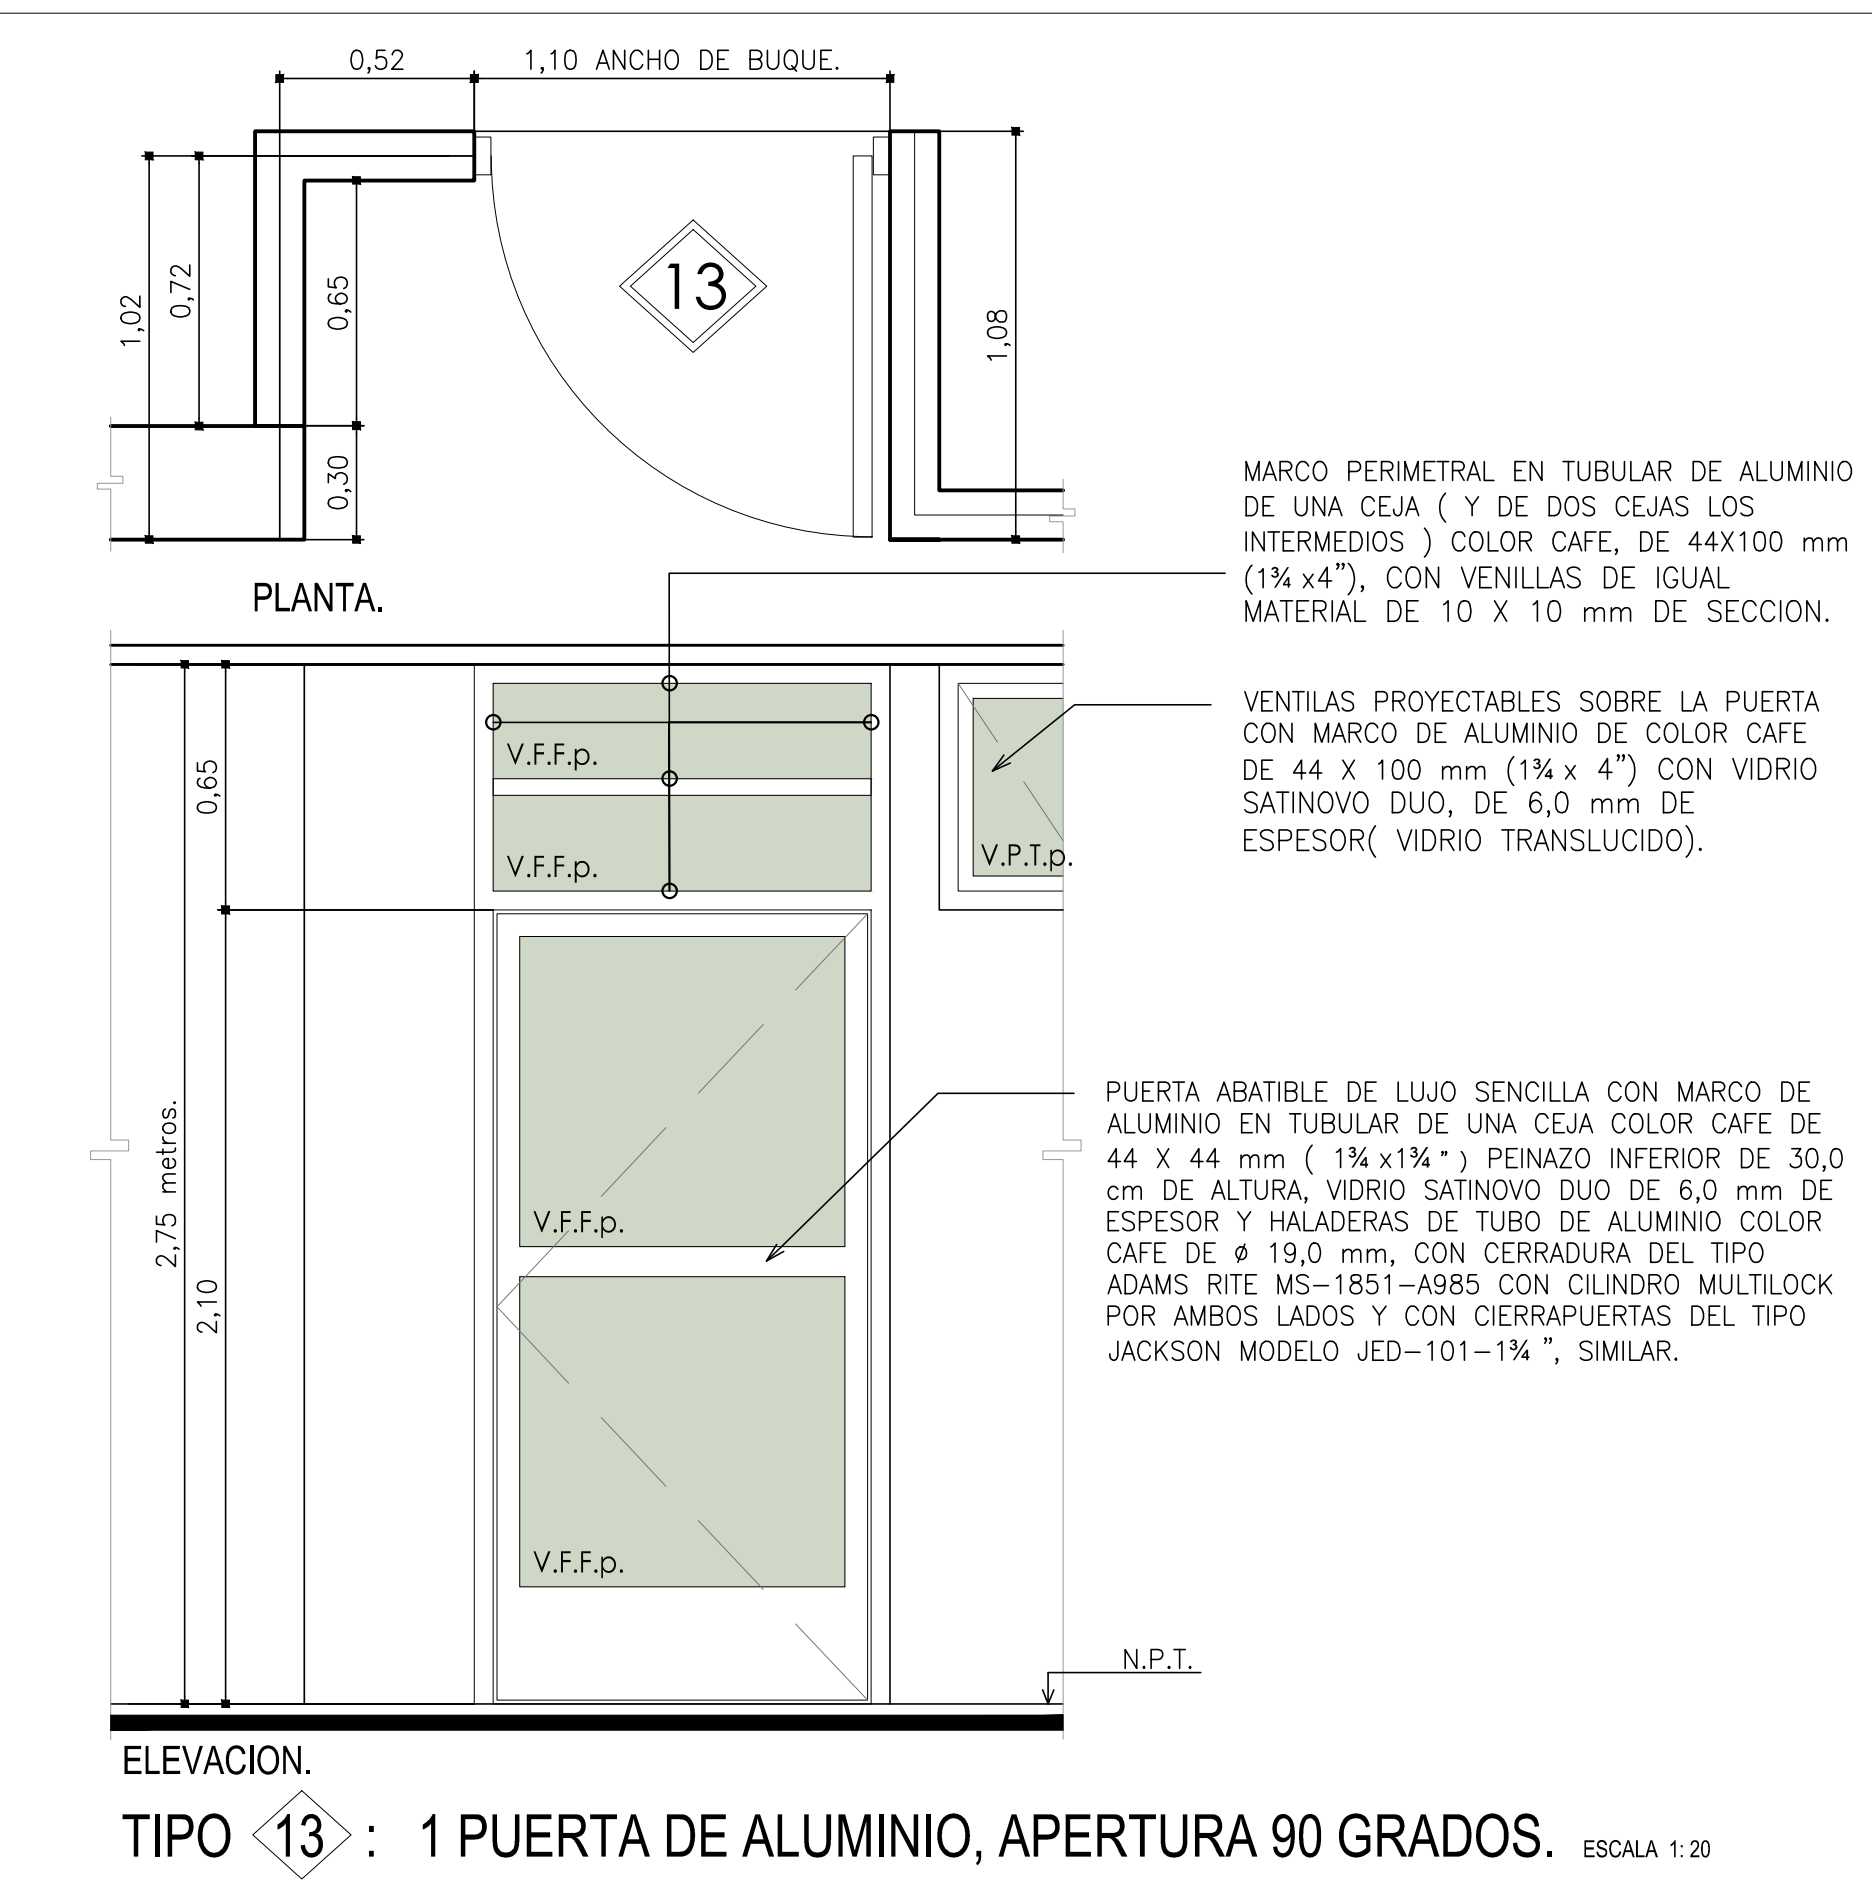 0,52
1,10 ANCHO DE BUQUE.
1,02
0,72
0,65
0,30
13
1,08
PLANTA.
MARCO PERIMETRAL EN TUBULAR DE ALUMINIO
DE UNA CEJA ( Y DE DOS CEJAS LOS
INTERMEDIOS ) COLOR CAFE, DE 44X100 mm
(1¾ x4”), CON VENILLAS DE IGUAL
MATERIAL DE 10 X 10 mm DE SECCION.
VENTILAS PROYECTABLES SOBRE LA PUERTA
CON MARCO DE ALUMINIO DE COLOR CAFE
DE 44 X 100 mm (1¾ x 4”) CON VIDRIO
SATINOVO DUO, DE 6,0 mm DE
ESPESOR( VIDRIO TRANSLUCIDO).
V.F.F.p.
V.F.F.p.
V.P.T.p.
0,65
2,75 metros.
2,10
V.F.F.p.
V.F.F.p.
PUERTA ABATIBLE DE LUJO SENCILLA CON MARCO DE
ALUMINIO EN TUBULAR DE UNA CEJA COLOR CAFE DE
44 X 44 mm ( 1¾ x1¾ ” ) PEINAZO INFERIOR DE 30,0
cm DE ALTURA, VIDRIO SATINOVO DUO DE 6,0 mm DE
ESPESOR Y HALADERAS DE TUBO DE ALUMINIO COLOR
CAFE DE ø 19,0 mm, CON CERRADURA DEL TIPO
ADAMS RITE MS-1851-A985 CON CILINDRO MULTILOCK
POR AMBOS LADOS Y CON CIERRAPUERTAS DEL TIPO
JACKSON MODELO JED-101-1¾ ”, SIMILAR.
N.P.T.
ELEVACION.
TIPO 13 : 1 PUERTA DE ALUMINIO, APERTURA 90 GRADOS. ESCALA 1: 20